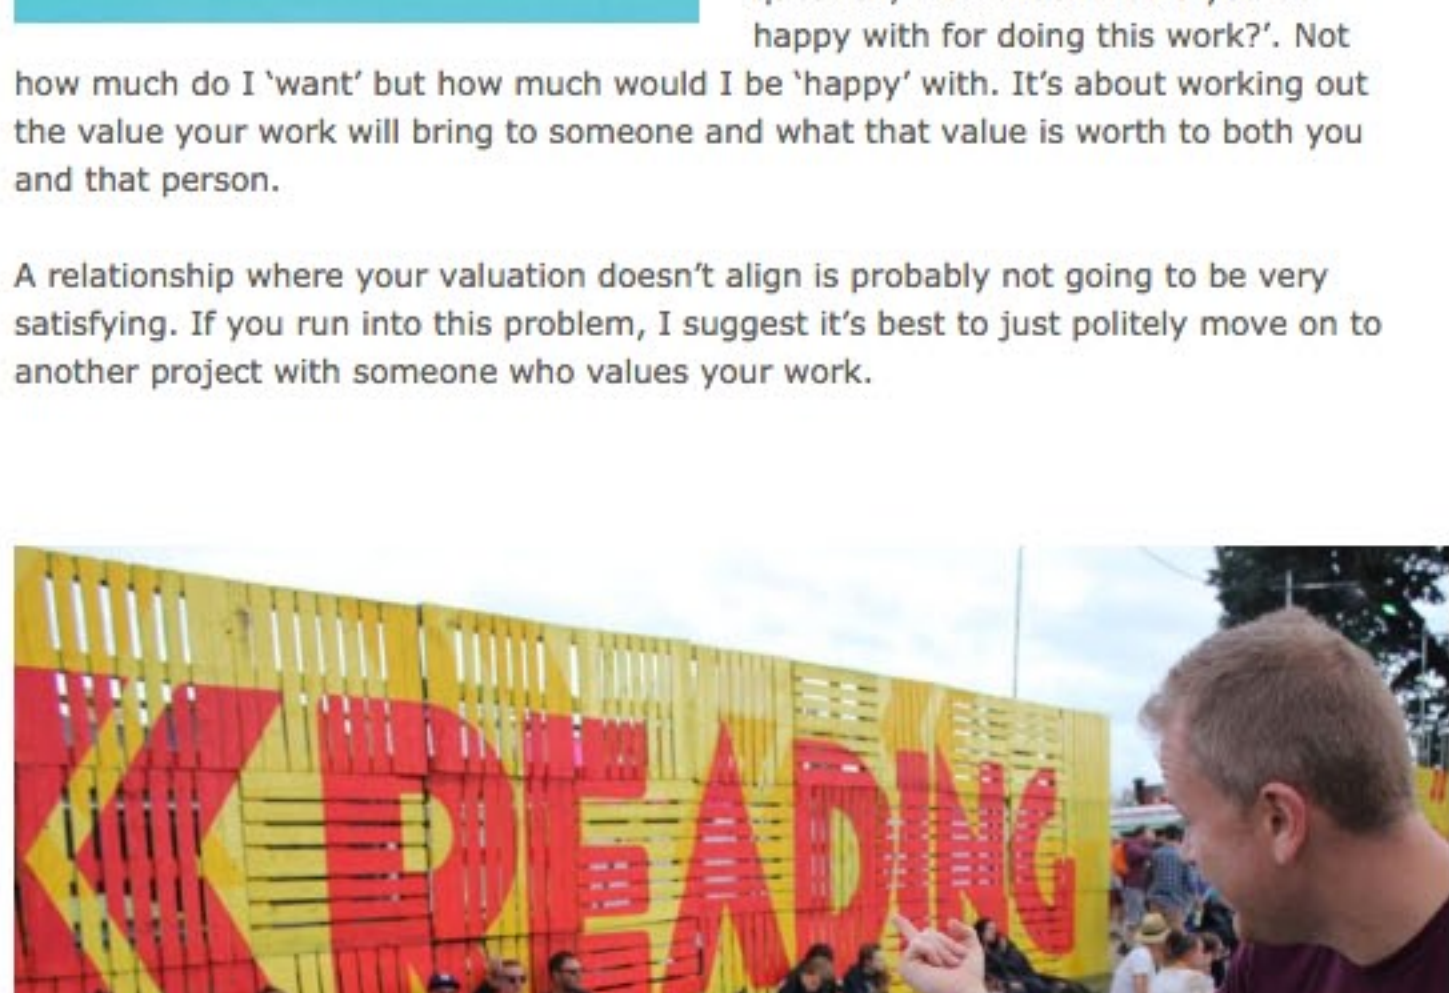 happy with for doing this work?’. Not
how much do I ‘want’ but how much would I be ‘happy’ with. It’s about working out
the value your work will bring to someone and what that value is worth to both you
and that person.
A relationship where your valuation doesn’t align is probably not going to be very
satisfying. If you run into this problem, I suggest it’s best to just politely move on to
another project with someone who values your work.
READING